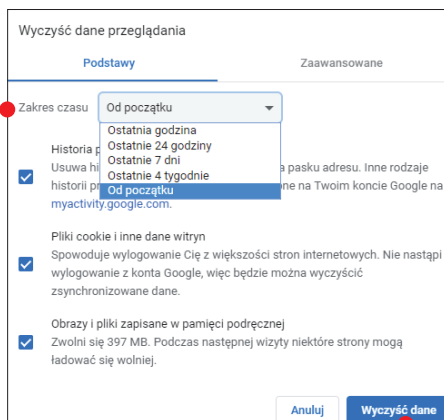 Wyczyść dane przeglądania
Podstawy Zaawansowane
Zakres czasu Od początku
Ostatnia godzina
Ostatnie 24 godziny
Ostatnie 7 dni
Ostatnie 4 tygodnie
Od początku
Historia
Usuwa a pasku adresu. Inne rodzaje
historii na Twoim koncie Google na
myactivity.google.com.
Pliki cookie i inne dane witryn
Spowoduje wylogowanie Cię z większości stron internetowych. Nie nastąpi
wylogowanie z konta Google, więc będzie można wyczyścić
zsynchronizowane dane.
Obrazy i pliki zapisane w pamięci podręcznej
Zwolni się 397 MB. Podczas następnej wizyty niektóre strony mogą
ładować się wolniej.
Anuluj Wyczyść dane